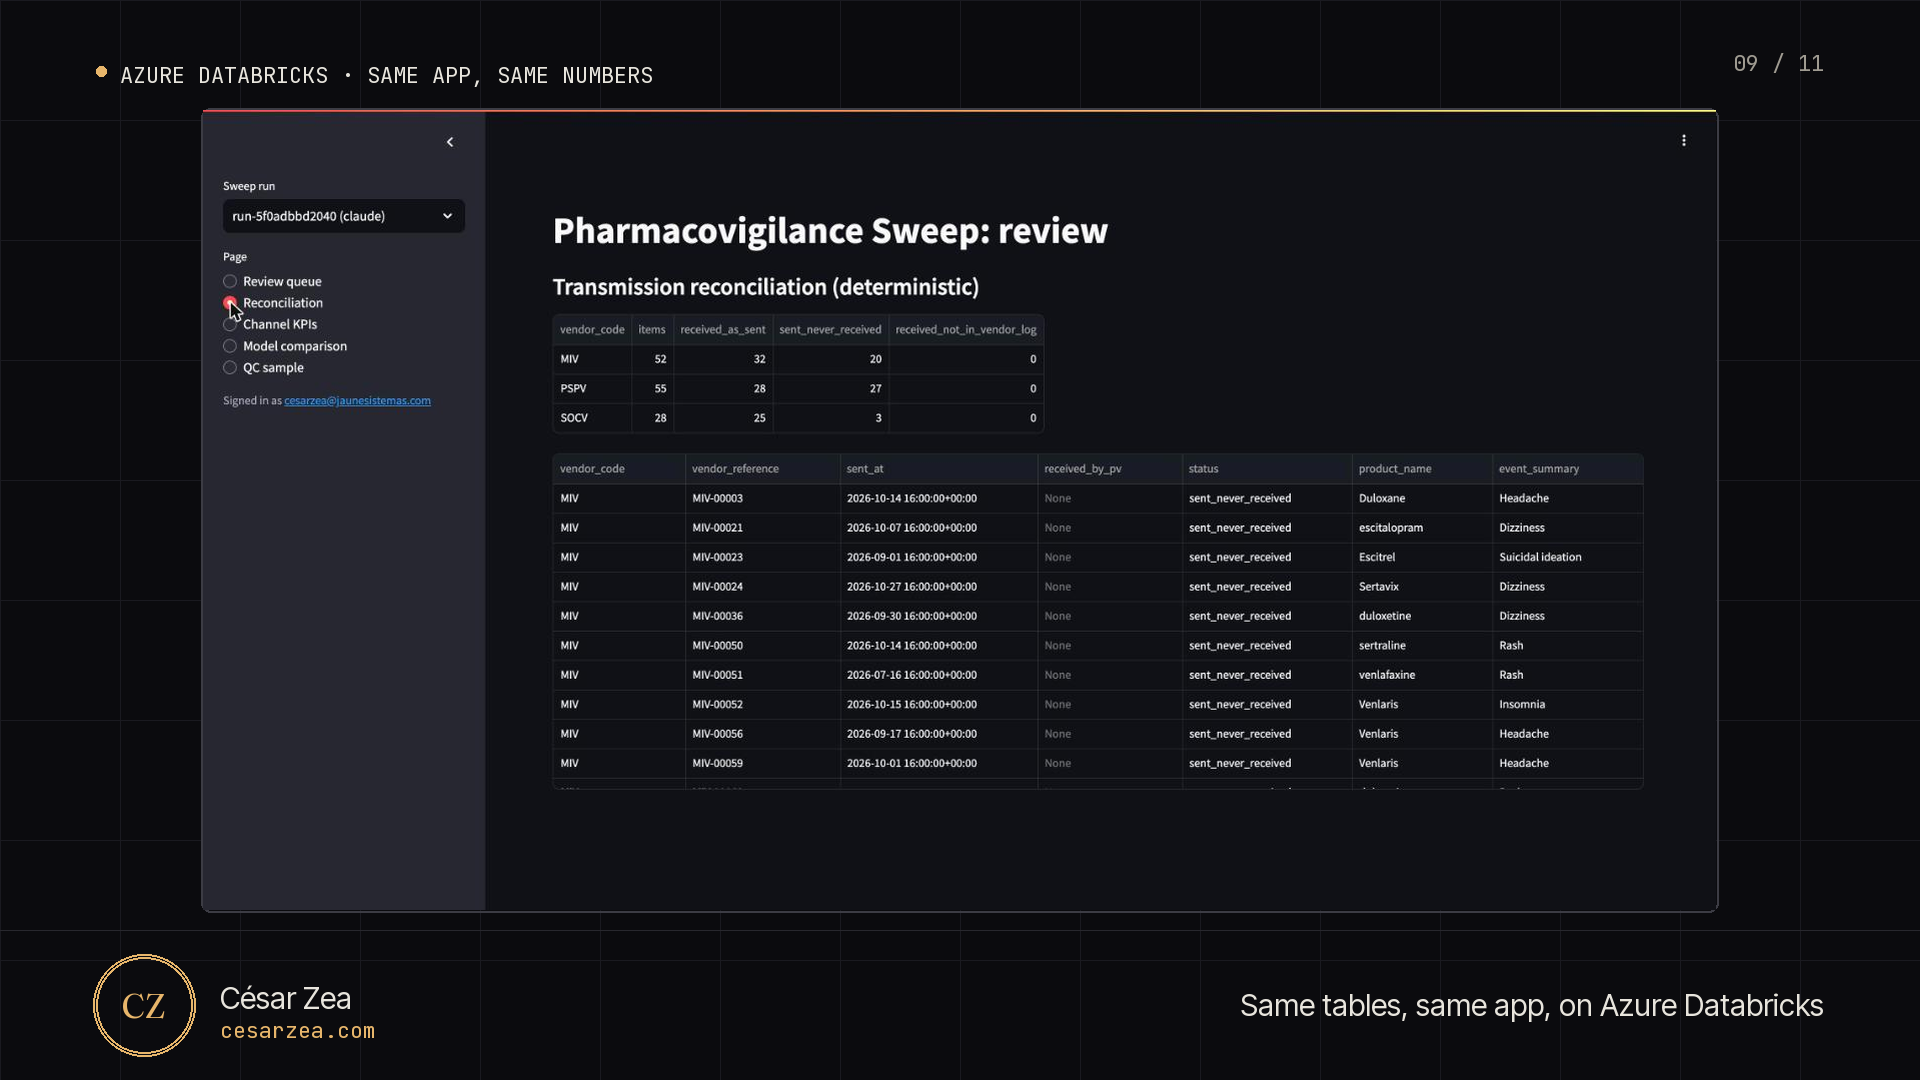 AZURE DATABRICKS · SAME APP, SAME NUMBERS
09 / 11
Sweep run
run-5f0adbbd2040 (claude)
Page
Review queue
Reconciliation
Channel KPIs
Model comparison
QC sample
Signed in as cesarzea@jaunesistemas.com
Pharmacovigilance Sweep: review
Transmission reconciliation (deterministic)
vendor_code items received_as_sent sent_never_received received_not_in_vendor_log
MIV 52 32 20 0
PSPV 55 28 27 0
SOCV 28 25 3 0
vendor_code vendor_reference sent_at received_by_pv status product_name event_summary
MIV MIV-00003 2026-10-14 16:00:00+00:00 None sent_never_received Duloxane Headache
MIV MIV-00021 2026-10-07 16:00:00+00:00 None sent_never_received escitalopram Dizziness
MIV MIV-00023 2026-09-01 16:00:00+00:00 None sent_never_received Escitrel Suicidal ideation
MIV MIV-00024 2026-10-27 16:00:00+00:00 None sent_never_received Sertavix Dizziness
MIV MIV-00036 2026-09-30 16:00:00+00:00 None sent_never_received duloxetine Dizziness
MIV MIV-00050 2026-10-14 16:00:00+00:00 None sent_never_received sertraline Rash
MIV MIV-00051 2026-07-16 16:00:00+00:00 None sent_never_received venlafaxine Rash
MIV MIV-00052 2026-10-15 16:00:00+00:00 None sent_never_received Venlaris Insomnia
MIV MIV-00056 2026-09-17 16:00:00+00:00 None sent_never_received Venlaris Headache
MIV MIV-00059 2026-10-01 16:00:00+00:00 None sent_never_received Venlaris Headache
CZ
César Zea
cesarzea.com
Same tables, same app, on Azure Databricks